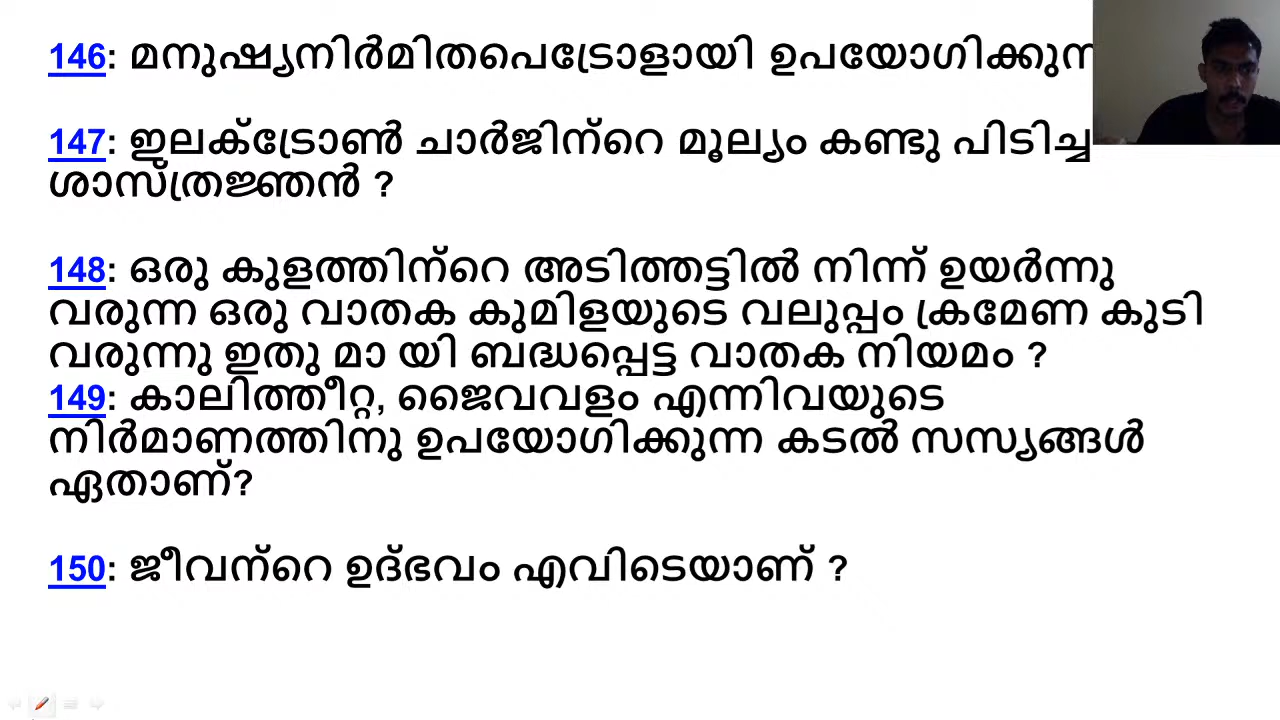 146: മനുഷ്യനിർമിതപെട്രോളായി
147: ഇലക്ട്രോൺ ചാർജിന്റെ മൂല്യം കണ്ടു പിടിച്ച
ശാസ്ത്രജ്ഞൻ ?
148: ഒരു കുളത്തിന്റെ അടിത്തട്ടിൽ നിന്ന് ഉയർന്നു
വരുന്ന ഒരു വാതക കുമിളയുടെ വലുപ്പം ക്രമേണ കുടി
വരുന്നു ഇതു മാ യി ബദ്ധപ്പെട്ട വാതക നിയമം ?
149: കാലിത്തീറ്റ, ജൈവവളം എന്നിവയുടെ
നിർമാണത്തിനു ഉപയോഗിക്കുന്ന കടൽ സസ്യങ്ങൾ
ഏതാണ്?
150: ജീവന്റെ ഉദ്ഭവം എവിടെയാണ് ?